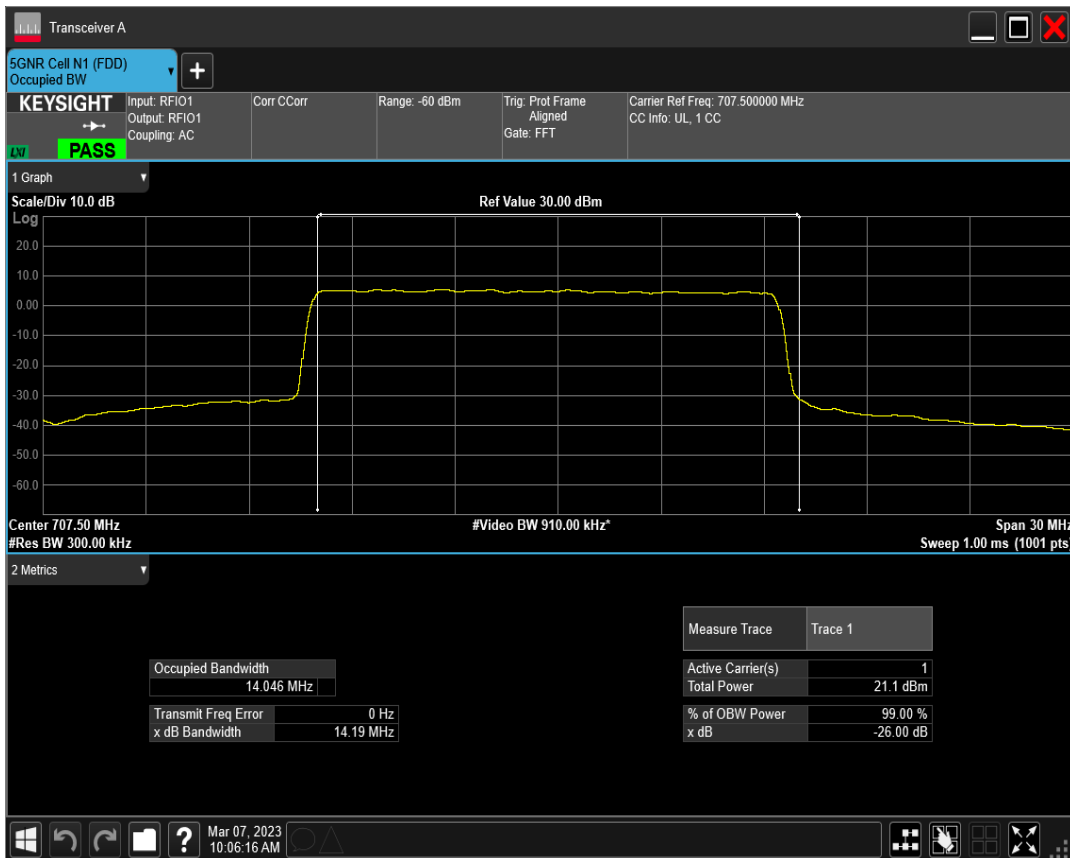 Transceiver A
5GNR Cell N1 (FDD)
Occupied BW
KEYSIGHT
LXI
PASS
Input: RFIO1
Output: RFIO1
Coupling: AC
Corr CCorr
Range: -60 dBm
Trig: Prot Frame
Aligned
Gate: FFT
Carrier Ref Freq: 707.500000 MHz
CC Info: UL, 1 CC
1 Graph
Scale/Div 10.0 dB
Ref Value 30.00 dBm
Log
20.0
10.0
0.00
-10.0
-20.0
-30.0
-40.0
-50.0
-60.0
Center 707.50 MHz
#Video BW 910.00 kHz*
Span 30 MHz
#Res BW 300.00 kHz
Sweep 1.00 ms (1001 pts)
2 Metrics
Measure Trace Trace 1
Occupied Bandwidth
14.046 MHz
Active Carrier(s) 1
Total Power 21.1 dBm
Transmit Freq Error 0 Hz
x dB Bandwidth 14.19 MHz
% of OBW Power 99.00 %
x dB -26.00 dB
?
Mar 07, 2023
10:06:16 AM